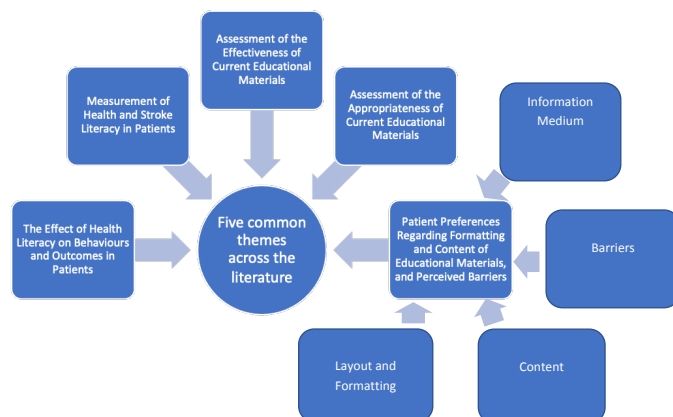 Assessment of the
Effectiveness of
Current Educational
Materials
Measurement of
Health and Stroke
Literacy in Patients
Assessment of the
Appropriateness of
Current Educational
Materials
Information
Medium
The Effect of Health
Literacy on Behaviours
and Outcomes in
Patients
Five common
themes
across the
literature
Patient Preferences
Regarding Formatting
and Content of
Educational Materials,
and Perceived Barriers
Barriers
Layout and
Formatting
Content